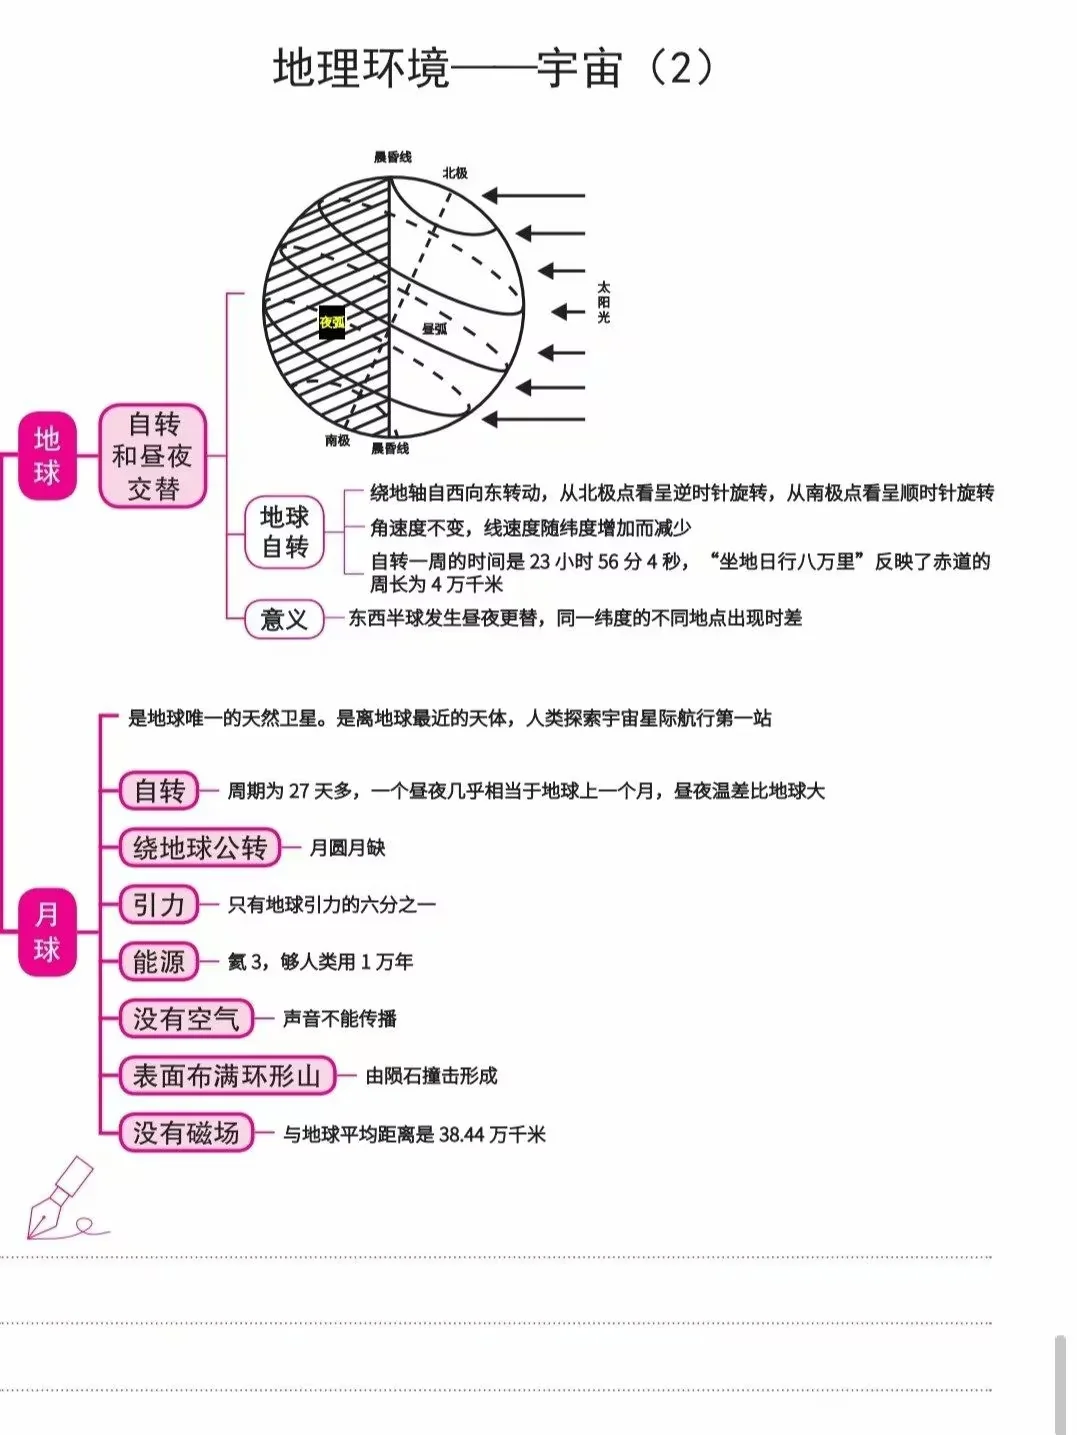 地理环境——宇宙（2）
晨昏线
北极
太
阳
光
夜弧
昼弧
南极
晨昏线
地
球
自转
和昼夜
交替
地球
自转
绕地轴自西向东转动，从北极点看呈逆时针旋转，从南极点看呈顺时针旋转
角速度不变，线速度随纬度增加而减少
自转一周的时间是 23 小时 56 分 4 秒，“坐地日行八万里”反映了赤道的
周长为 4 万千米
意义
东西半球发生昼夜更替，同一纬度的不同地点出现时差
月
球
是地球唯一的天然卫星。是离地球最近的天体，人类探索宇宙星际航行第一站
自转
周期为 27 天多，一个昼夜几乎相当于地球上一个月，昼夜温差比地球大
绕地球公转
月圆月缺
引力
只有地球引力的六分之一
能源
氦 3，够人类用 1 万年
没有空气
声音不能传播
表面布满环形山
由陨石撞击形成
没有磁场
与地球平均距离是 38.44 万千米